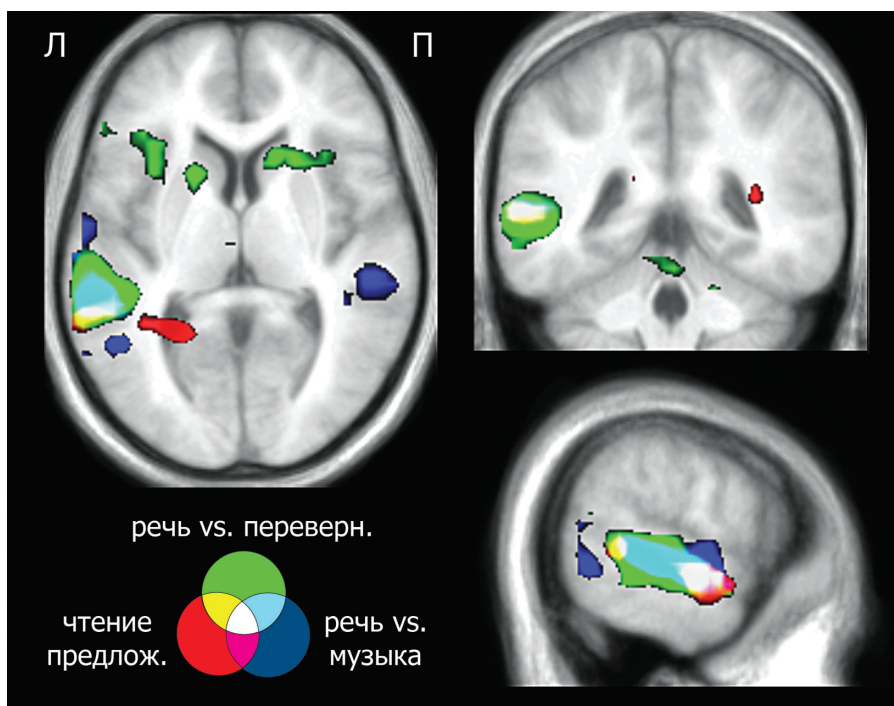 Л
П
речь vs. переверн.
чтение
предлож.
речь vs.
музыка